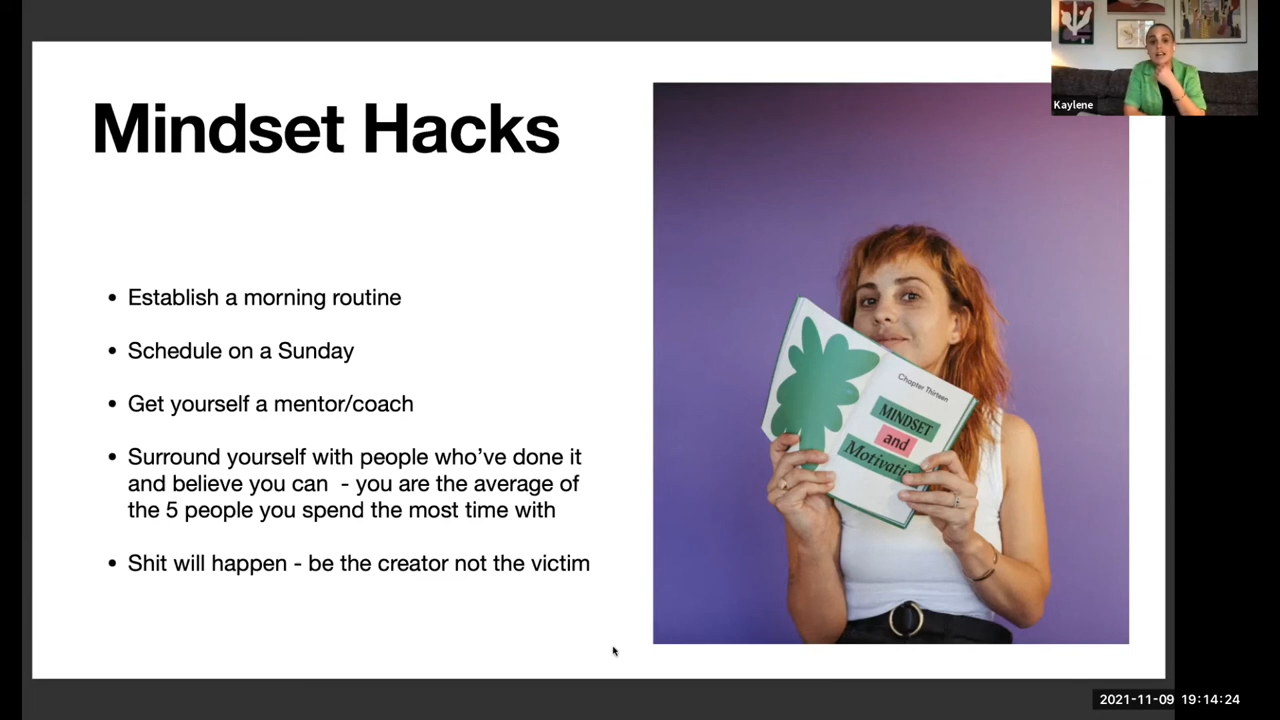 Mindset Hacks
• Establish a morning routine
• Schedule on a Sunday
• Get yourself a mentor/coach
• Surround yourself with people who’ve done it
and believe you can  - you are the average of
the 5 people you spend the most time with
• Shit will happen - be the creator not the victim
Chapter Thirteen
MINDSET
and
Kaylene
2021-11-09 19:14:24